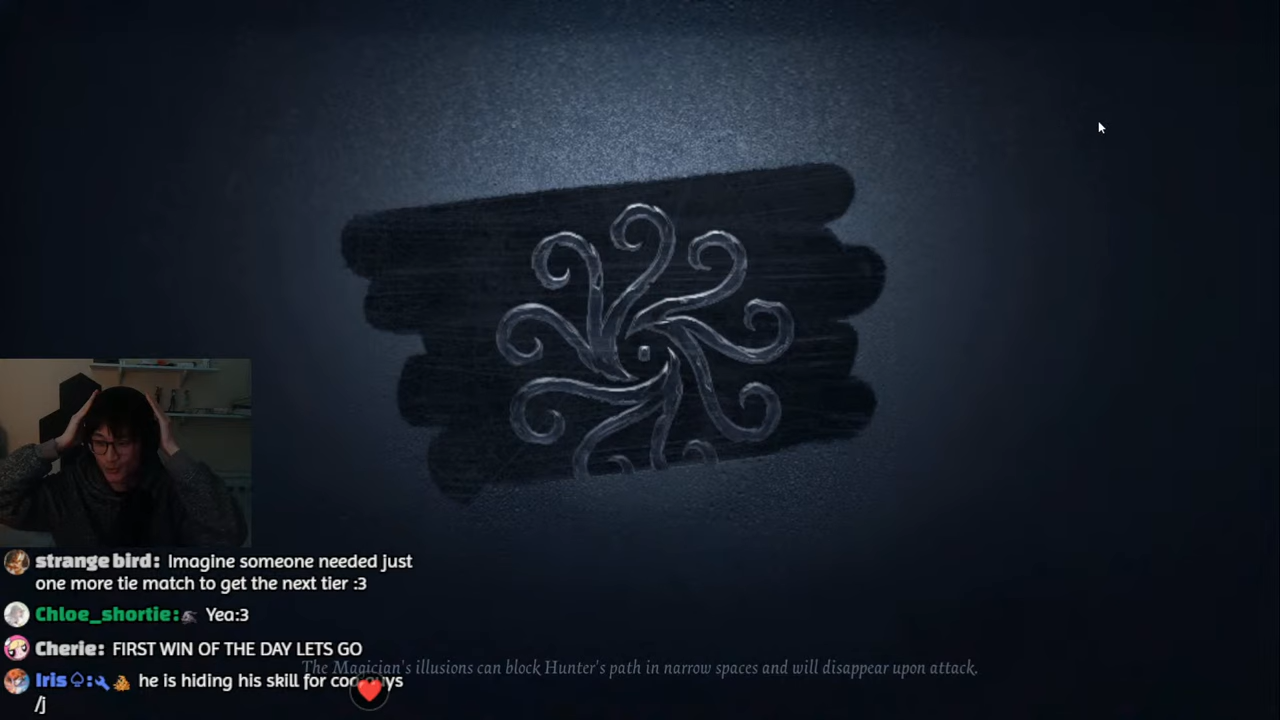 strange bird: Imagine someone needed just
one more tie match to get the next tier :3
Chloe_shortie: Yea:3
Cherie: FIRST WIN OF THE DAY LETS GO
The Magician's illusions can block Hunter's path in narrow spaces and will disappear upon attack.
Iris♤: he is hiding his skill for
/j